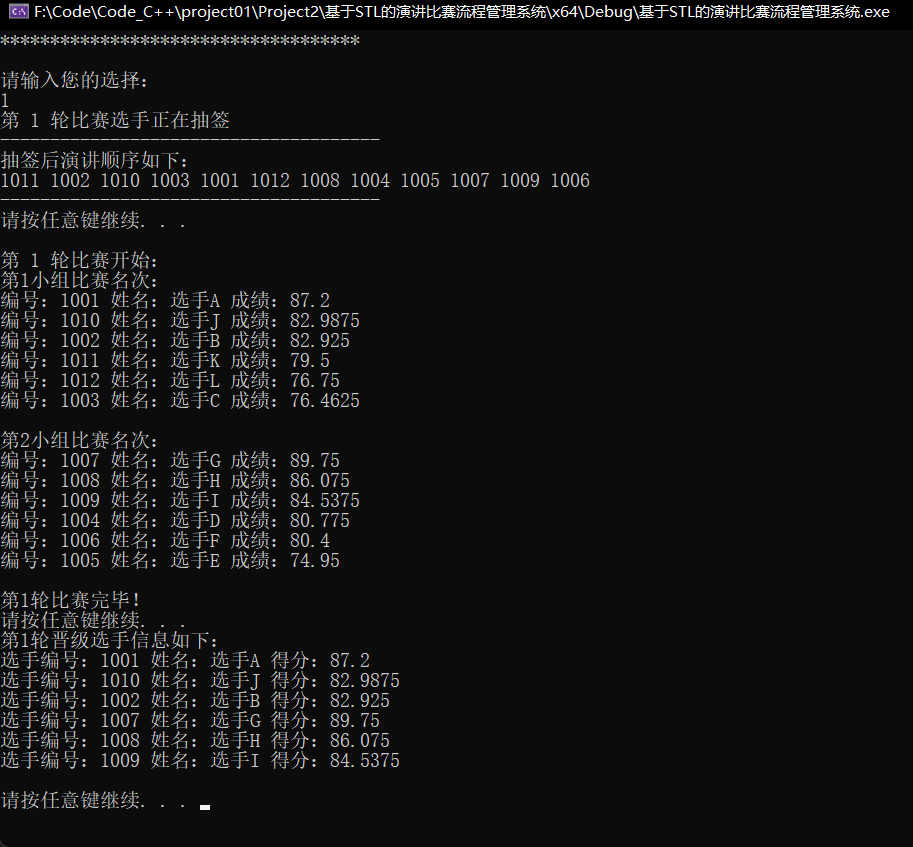 F:\Code\Code_C++\project01\Project2\基于STL的演讲比赛流程管理系统\x64\Debug\基于STL的演讲比赛流程管理系统.exe
************************************
请输入您的选择：
1
第 1 轮比赛选手正在抽签
--------------------------------------
抽签后演讲顺序如下：
1011 1002 1010 1003 1001 1012 1008 1004 1005 1007 1009 1006
--------------------------------------
请按任意键继续. . .
第 1 轮比赛开始：
第1小组比赛名次：
编号：1001 姓名：选手A 成绩：87.2
编号：1010 姓名：选手J 成绩：82.9875
编号：1002 姓名：选手B 成绩：82.925
编号：1011 姓名：选手K 成绩：79.5
编号：1012 姓名：选手L 成绩：76.75
编号：1003 姓名：选手C 成绩：76.4625
第2小组比赛名次：
编号：1007 姓名：选手G 成绩：89.75
编号：1008 姓名：选手H 成绩：86.075
编号：1009 姓名：选手I 成绩：84.5375
编号：1004 姓名：选手D 成绩：80.775
编号：1006 姓名：选手F 成绩：80.4
编号：1005 姓名：选手E 成绩：74.95
第1轮比赛完毕！
请按任意键继续. . .
第1轮晋级选手信息如下：
选手编号：1001 姓名：选手A 得分：87.2
选手编号：1010 姓名：选手J 得分：82.9875
选手编号：1002 姓名：选手B 得分：82.925
选手编号：1007 姓名：选手G 得分：89.75
选手编号：1008 姓名：选手H 得分：86.075
选手编号：1009 姓名：选手I 得分：84.5375
请按任意键继续. . .